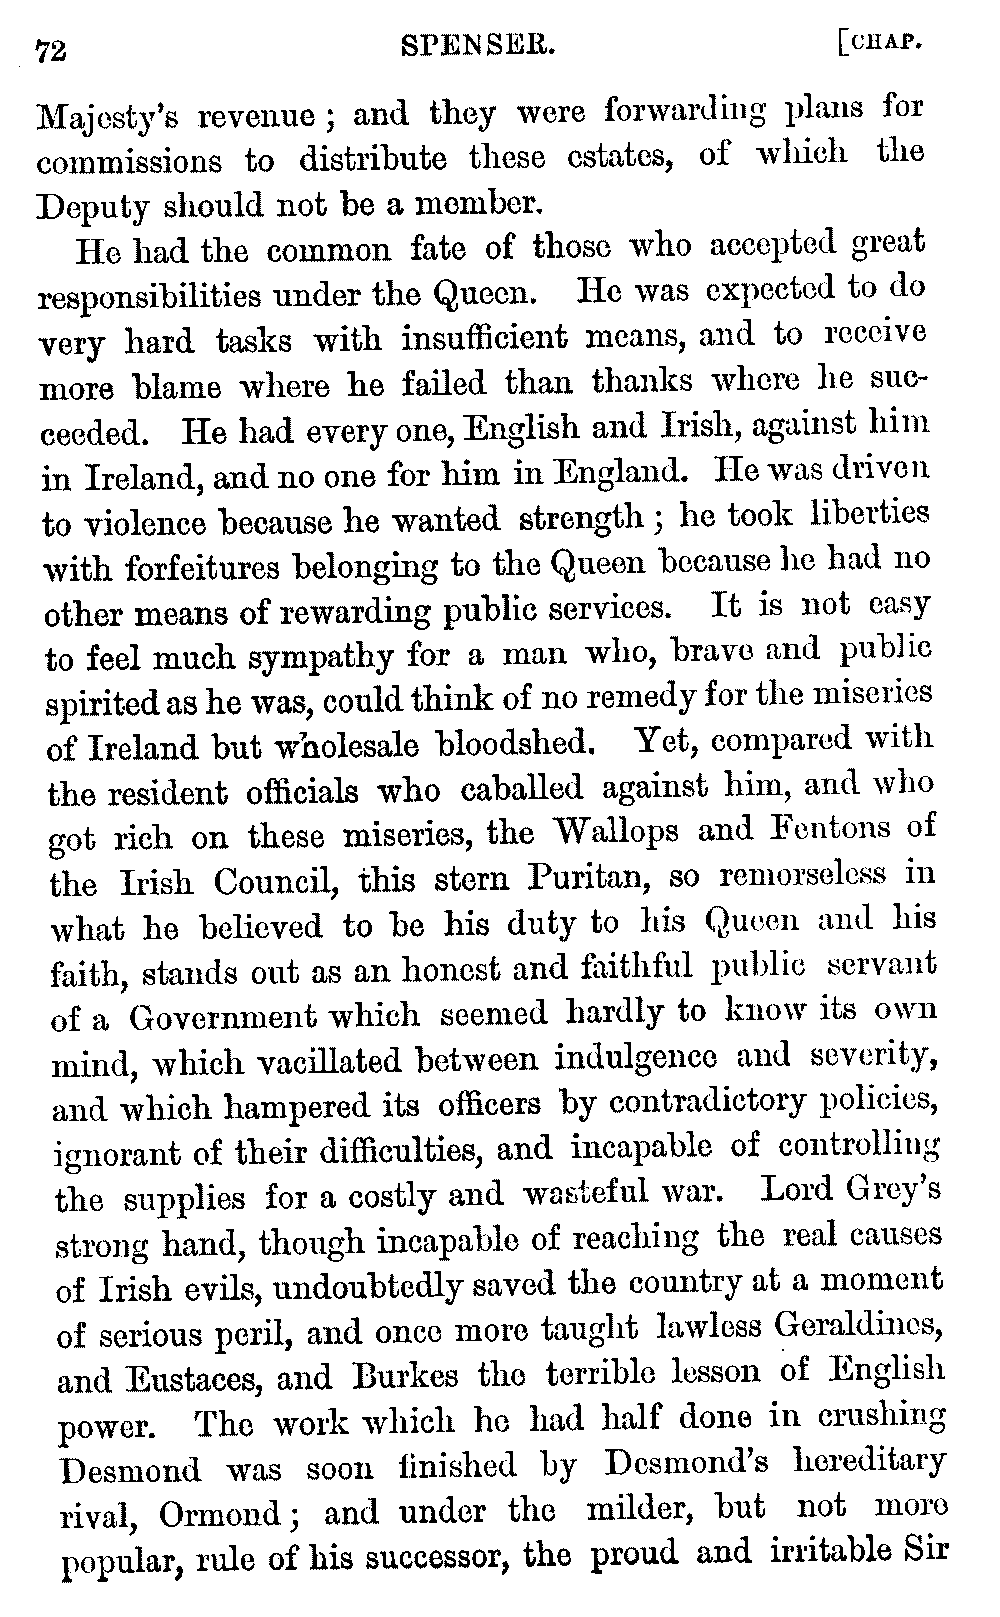 72 SPENSER. [CHAP.
Majesty's revenue ; and they were forwarding plans for
commissions to distribute these estates, of which the
Deputy should not be a member.
He had the common fate of those who accepted great
responsibilities under the Queen. He was expected to do
very hard tasks with insufficient means, and to receive
more blame where he failed than thanks where he suc-
ceeded. He had every one, English and Irish, against him
in Ireland, and no one for him in England. He was driven
to violence because he wanted strength ; he took liberties
with forfeitures belonging to the Queen because he had no
other means of rewarding public services. It is not easy
to feel much sympathy for a man who, brave and public
spirited as he was, could think of no remedy for the miseries
of Ireland but wholesale bloodshed. Yet, compared with
the resident officials who caballed against him, and who
got rich on these miseries, the Wallops and Fentons of
the Irish Council, this stern Puritan, so remorseless in
what he believed to be his duty to his Queen and his
faith, stands out as an honest and faithful public servant
of a Government which seemed hardly to know its own
mind, which vacillated between indulgence and severity,
and which hampered its officers by contradictory policies,
ignorant of their difficulties, and incapable of controlling
the supplies for a costly and wasteful war. Lord Grey's
strong hand, though incapable of reaching the real causes
of Irish evils, undoubtedly saved the country at a moment
of serious peril, and once more taught lawless Geraldines,
and Eustaces, and Burkes the terrible lesson of English
power. The work which he had half done in crushing
Desmond was soon finished by Desmond's hereditary
rival, Ormond ; and under the milder, but not more
popular, rule of his successor, the proud and irritable Sir